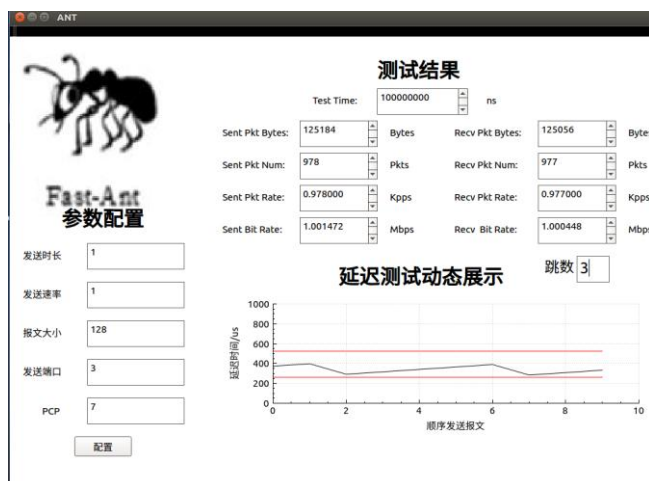 ANT
Fast-Ant
参数配置
发送时长 1
发送速率 1
报文大小 128
发送端口 3
PCP 7
配置
测试结果
Test Time: 100000000 ns
Sent Pkt Bytes: 125184 Bytes Recv Pkt Bytes: 125056 Byte
Sent Pkt Num: 978 Pkts Recv Pkt Num: 977 Pkts
Sent Pkt Rate: 0.978000 Kpps Recv Pkt Rate: 0.977000 Kpps
Sent Bit Rate: 1.001472 Mbps Recv Bit Rate: 1.000448 Mbp
延迟测试动态展示
跳数 3
延迟时间/us
1000
800
600
400
200
0
0 2 4 6 8 10
顺序发送报文